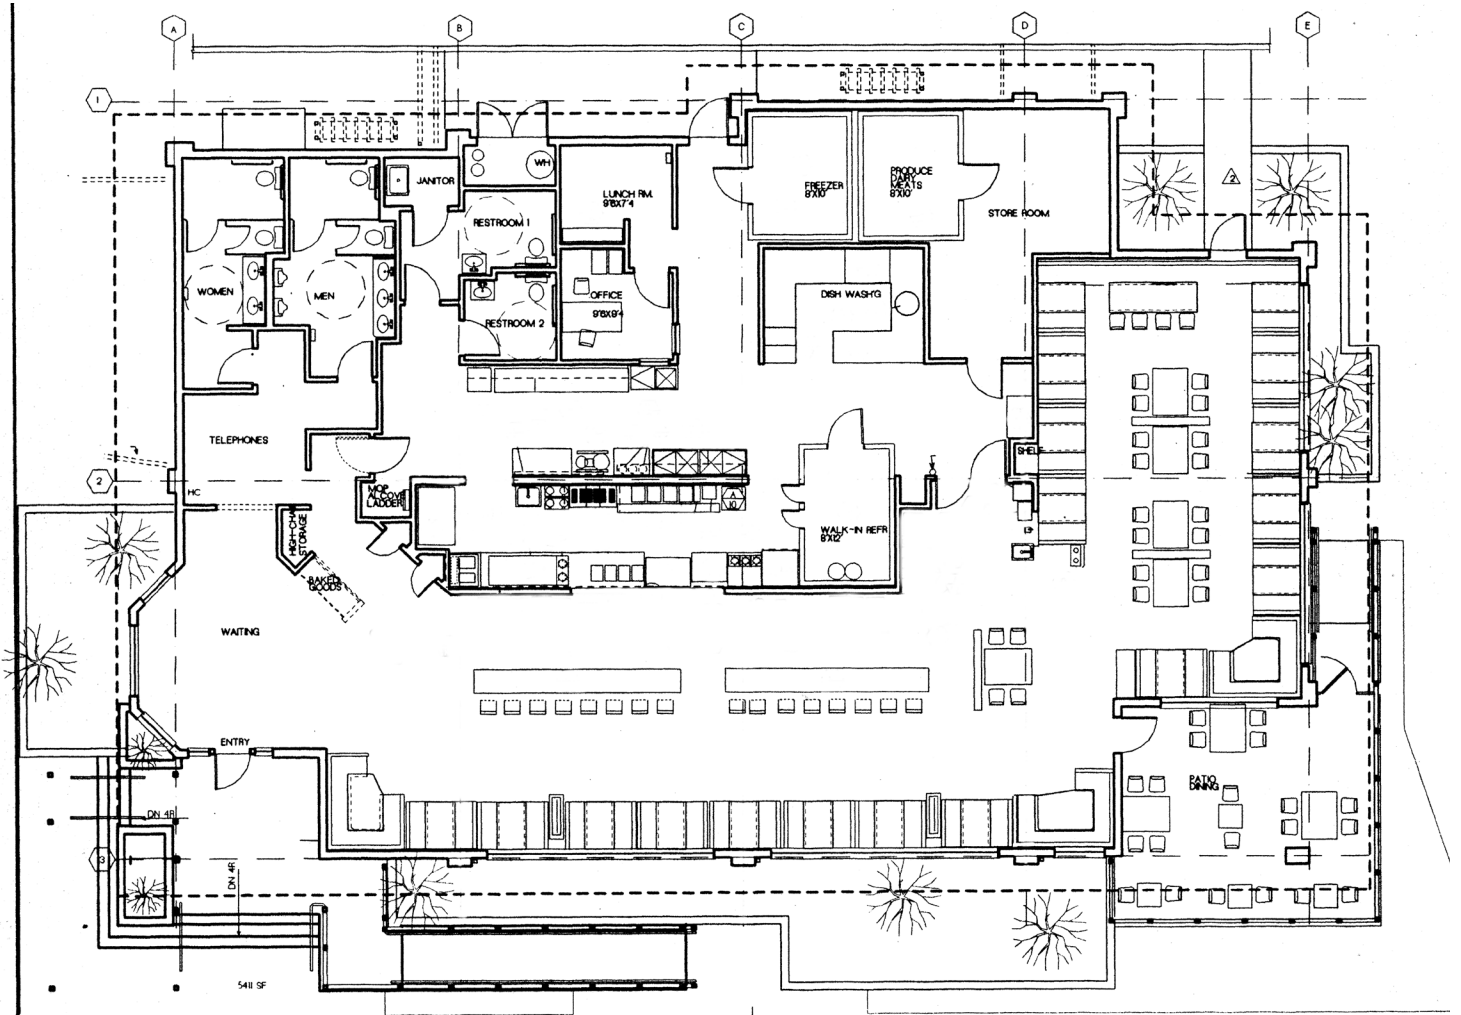 A
B
C
D
E
1
WH
JANITOR
LUNCH RM.
9'8X7'4
FREEZER
8'X10'
PRODUCE
DAIRY
MEATS
8'X10'
2
RESTROOM 1
STORE ROOM
WOMEN
MEN
OFFICE
9'8X9'4
DISH WASH'G
RESTROOM 2
TELEPHONES
SHELF
2
HC
MOP
ALCOVE
LADDER
A
10
HIGH-CHAIR
STORAGE
WALK-IN REFR
8'X12'
BAKED
GOODS
WAITING
ENTRY
PATIO
DINING
DN 4R
3
DN 4R
5411 SF